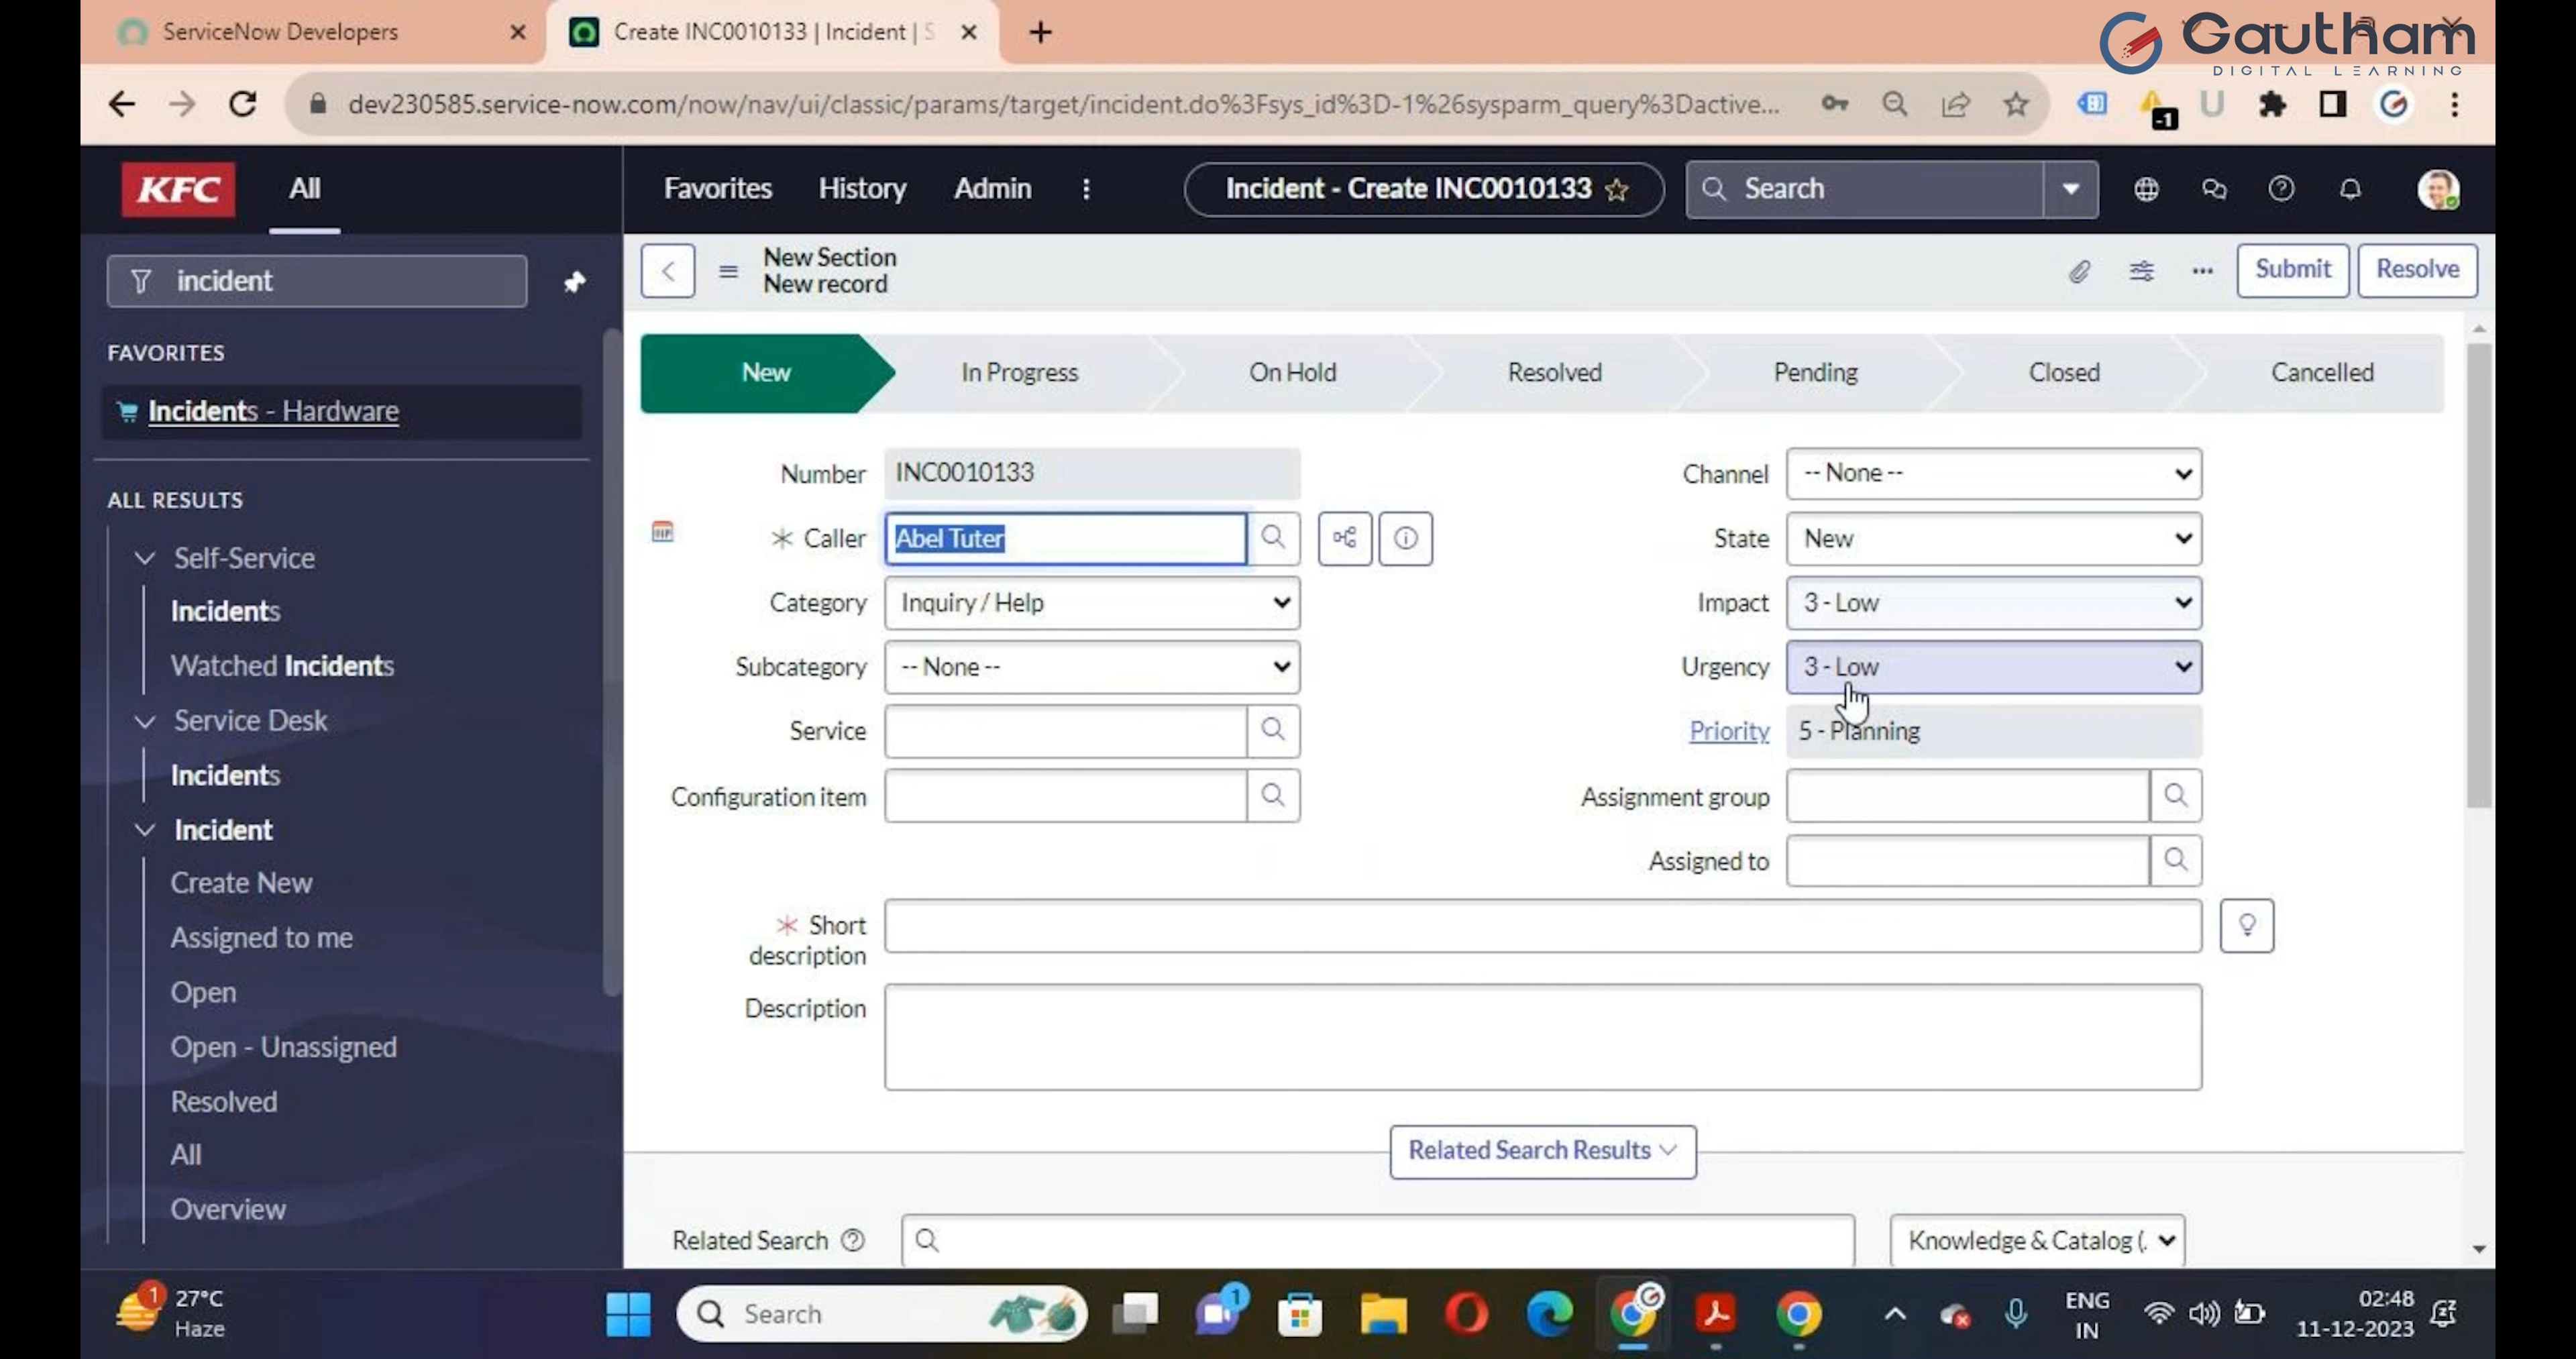 ServiceNow Developers
Create INC0010133 | Incident | S
Gautham
DIGITAL LEARNING
dev230585.service-now.com/now/nav/ui/classic/params/target/incident.do%3Fsys_id%3D-1%26sysparm_query%3Dactive...
-1
KFC
All
Favorites
History
Admin
Incident - Create INC0010133
Search
incident
New Section
New record
Submit
Resolve
FAVORITES
Incidents - Hardware
ALL RESULTS
Self-Service
Incidents
Watched Incidents
Service Desk
Incidents
Incident
Create New
Assigned to me
Open
Open - Unassigned
Resolved
All
Overview
New
In Progress
On Hold
Resolved
Pending
Closed
Cancelled
Number INC0010133
Channel -- None --
* Caller Abel Tuter
State New
Category Inquiry / Help
Impact 3 - Low
Subcategory -- None --
Urgency 3 - Low
Service
Priority 5 - Planning
Configuration item
Assignment group
Assigned to
* Short
description
Description
Related Search Results
Related Search
Knowledge & Catalog (.
1
27°C
Haze
Search
1
ENG
IN
02:48
11-12-2023